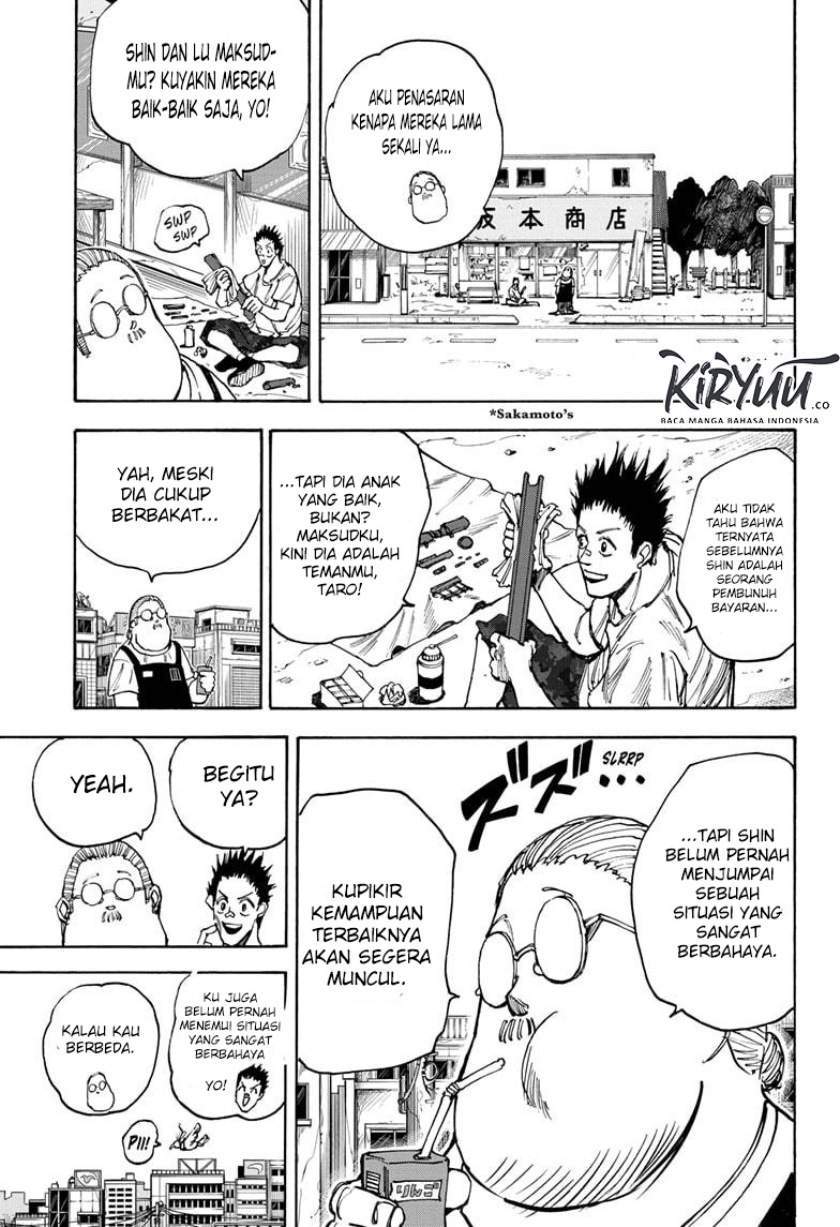 AKU PENASARAN
KENAPA MEREKA LAMA
SEKALI YA...
坂本商店
*Sakamoto's
SHIN DAN LU MAKSUD-
MU? KUYAKIN MEREKA
BAIK-BAIK SAJA, YO!
SWP
SWP
KIRYUU.CO
BACA MANGA BAHASA INDONESIA
AKU TIDAK
TAHU BAHWA
TERNYATA
SEBELUMNYA
SHIN ADALAH
SEORANG
PEMBUNUH
BAYARAN...
...TAPI DIA ANAK
YANG BAIK,
BUKAN?
MAKSUDKU,
KINI DIA ADALAH
TEMANMU,
TARO!
YAH, MESKI
DIA CUKUP
BERBAKAT...
SLRRP
ズズ...
...TAPI SHIN
BELUM PERNAH
MENJUMPAI
SEBUAH
SITUASI YANG
SANGAT
BERBAHAYA.
KUPIKIR
KEMAMPUAN
TERBAIKNYA
AKAN SEGERA
MUNCUL.
りんご
BEGITU
YA?
YEAH.
KU JUGA
BELUM PERNAH
MENEMUI SITUASI
YANG SANGAT
BERBAHAYA
YO!
KALAU KAU
BERBEDA.
PII!